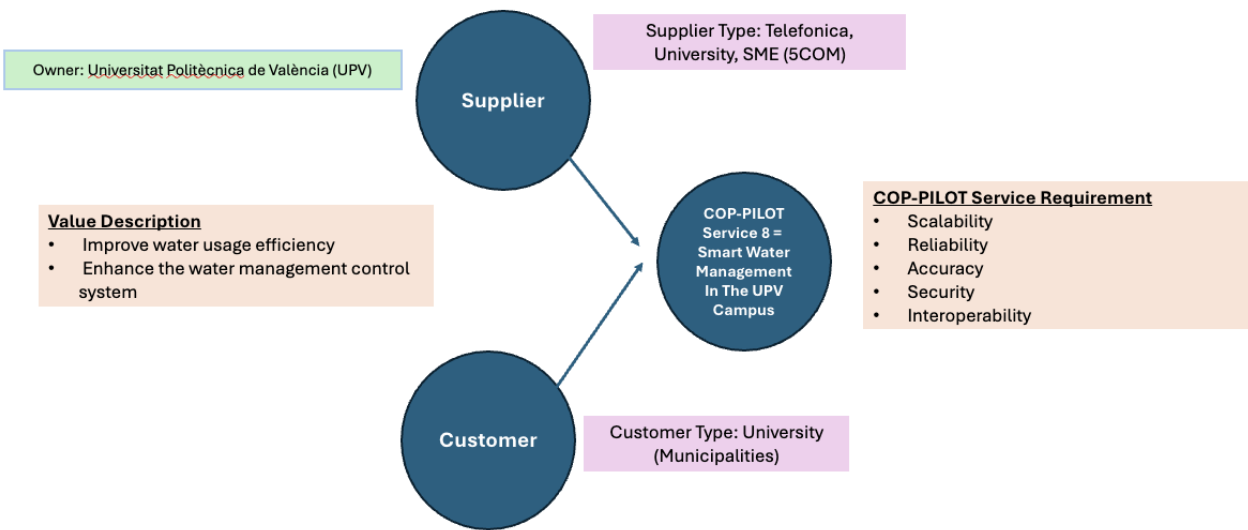 Supplier Type: Telefonica,
University, SME (5COM)
Owner: Universitat Politècnica de València (UPV)
Supplier
Value Description
• Improve water usage efficiency
• Enhance the water management control
system
COP-PILOT
Service 8 =
Smart Water
Management
In The UPV
Campus
COP-PILOT Service Requirement
• Scalability
• Reliability
• Accuracy
• Security
• Interoperability
Customer
Customer Type: University
(Municipalities)